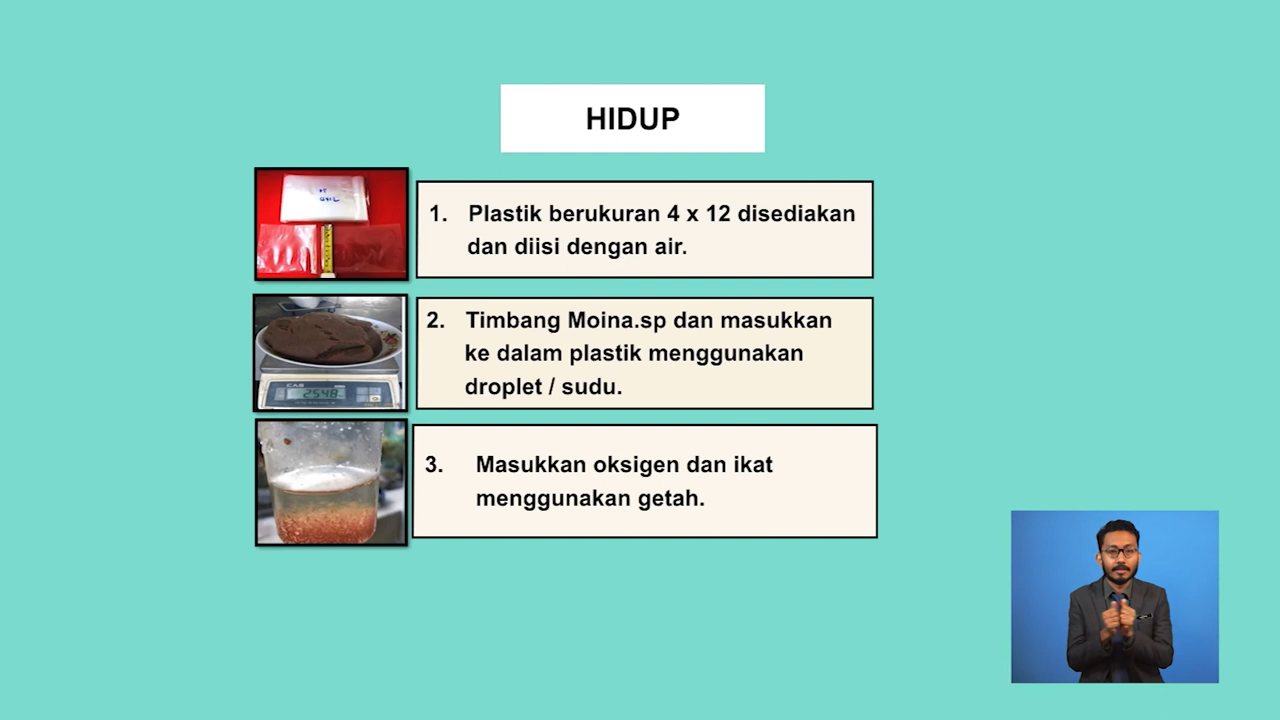 HIDUP
1. Plastik berukuran 4 x 12 disediakan
dan diisi dengan air.
2. Timbang Moina.sp dan masukkan
ke dalam plastik menggunakan
droplet / sudu.
CAS
3. Masukkan oksigen dan ikat
menggunakan getah.